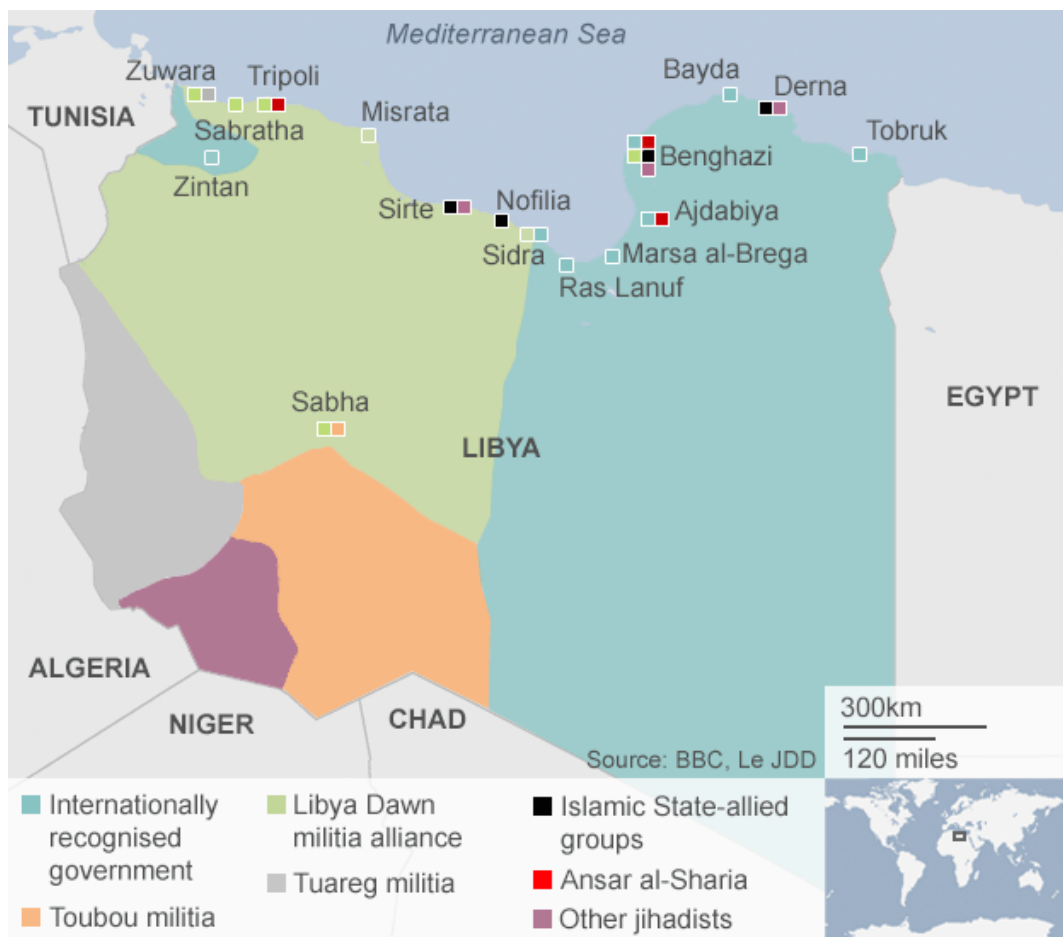 Mediterranean Sea
Zuwara
Tripoli
Bayda
Derna
TUNISIA
Misrata
Sabratha
Tobruk
Benghazi
Zintan
Sirte
Nofilia
Ajdabiya
Sidra
Marsa al-Brega
Ras Lanuf
Sabha
EGYPT
LIBYA
ALGERIA
NIGER
CHAD
300km
120 miles
Source: BBC, Le JDD
Internationally
recognised
government
Toubou militia
Libya Dawn
militia alliance
Tuareg militia
Islamic State-allied
groups
Ansar al-Sharia
Other jihadists